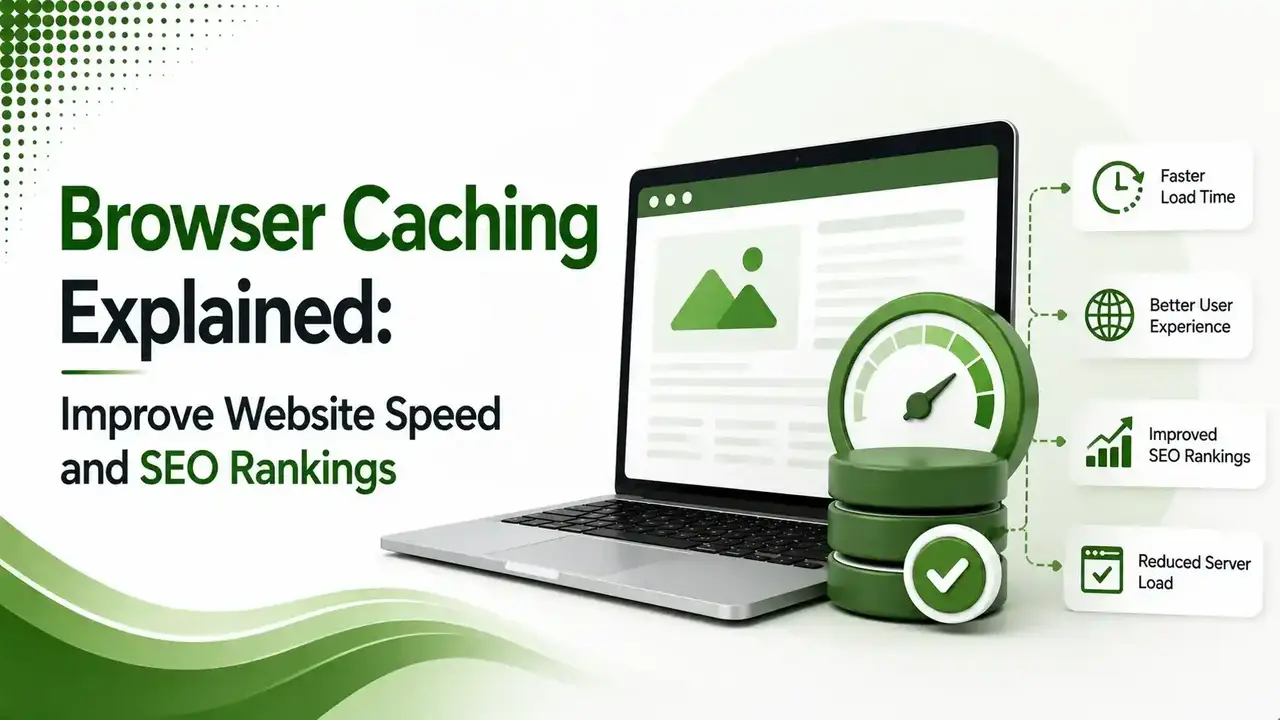 Browser Caching
Explained:
Improve Website Speed
and SEO Rankings
Faster
Load Time
Better User
Experience
Improved
SEO Rankings
Reduced Server
Load